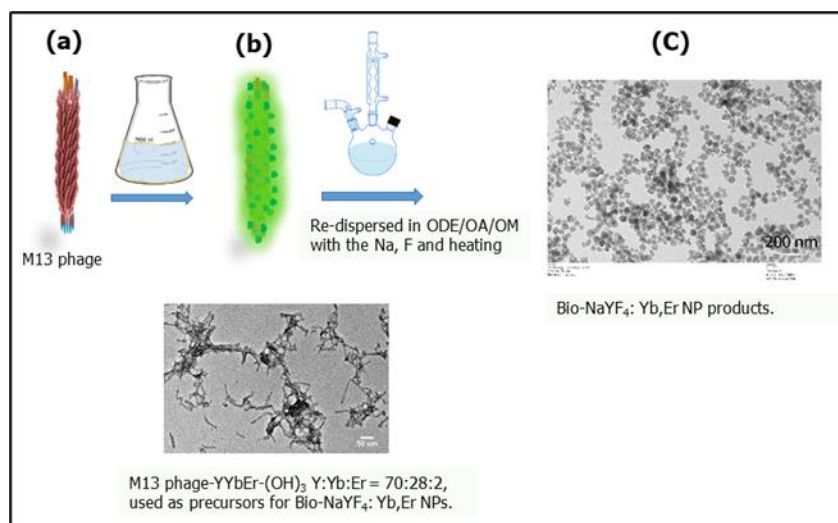 (a)
(b)
(C)
M13 phage
Re-dispersed in ODE/OA/OM
with the Na, F and heating
200 nm
Bio-NaYF₄: Yb,Er NP products.
50 nm
M13 phage-YYbEr-(OH)₃ Y:Yb:Er = 70:28:2,
used as precursors for Bio-NaYF₄: Yb,Er NPs.